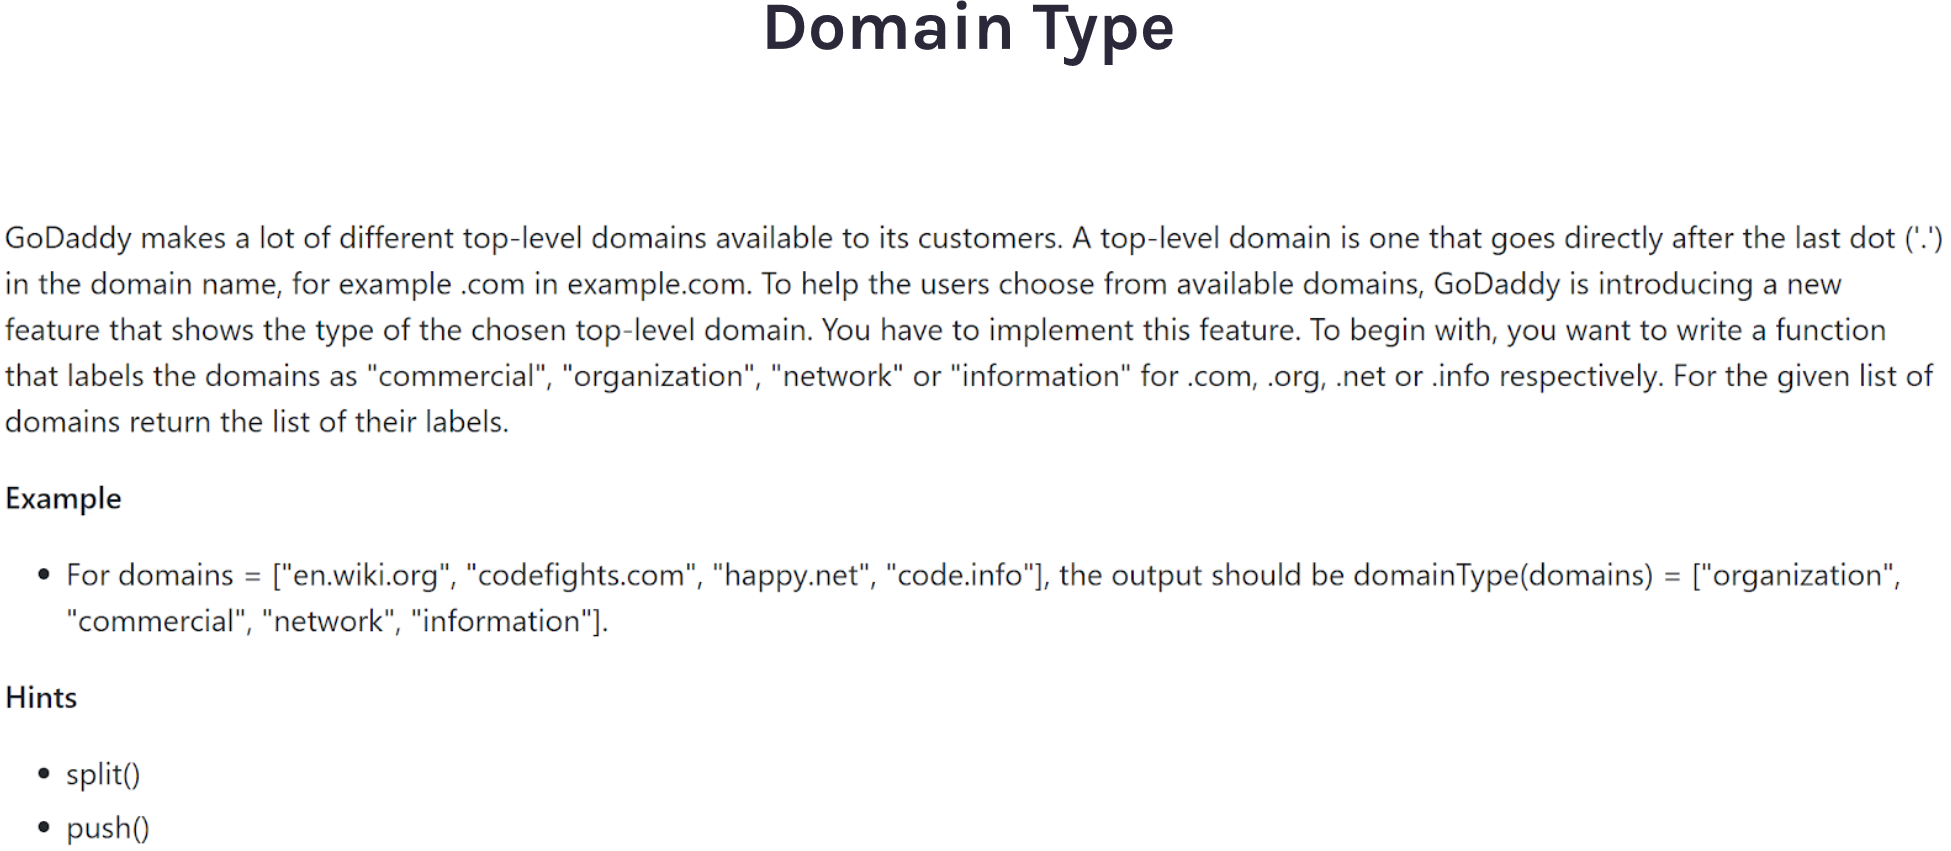 Domain Type
GoDaddy makes a lot of different top-level domains available to its customers. A top-level domain is one that goes directly after the last dot ('.')
in the domain name, for example .com in example.com. To help the users choose from available domains, GoDaddy is introducing a new
feature that shows the type of the chosen top-level domain. You have to implement this feature. To begin with, you want to write a function
that labels the domains as "commercial", "organization", "network" or "information" for .com, .org, .net or .info respectively. For the given list of
domains return the list of their labels.
Example
• For domains = ["en.wiki.org", "codefights.com", "happy.net", "code.info"], the output should be domainType(domains) = ["organization",
"commercial", "network", "information"].
Hints
• split()
• push()